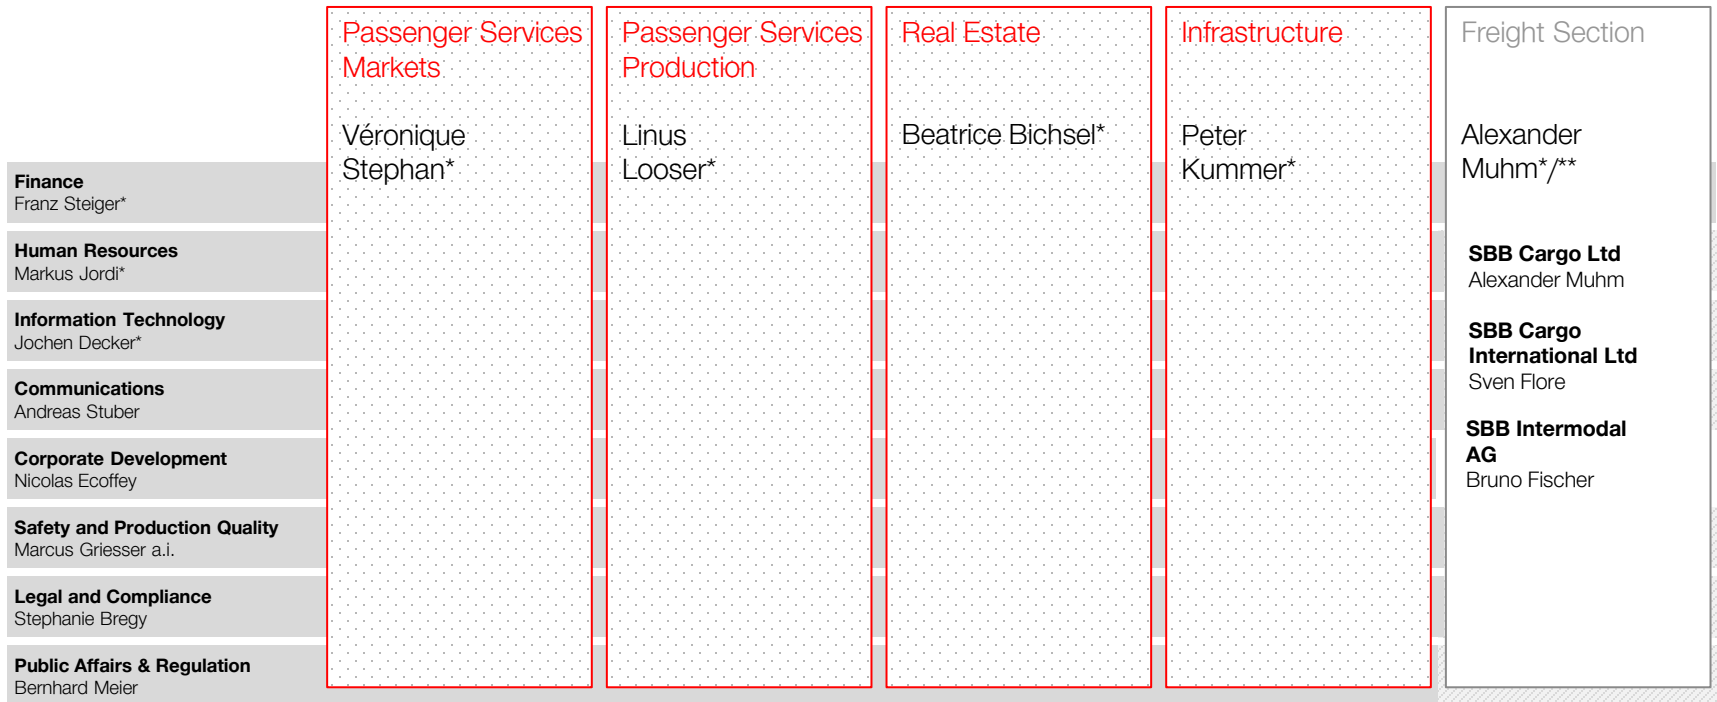 Passenger Services
Markets
Véronique
Stephan*
Passenger Services
Production
Linus
Looser*
Real Estate
Beatrice Bichsel*
Infrastructure
Peter
Kummer*
Freight Section
Alexander
Muhm*/**
SBB Cargo Ltd
Alexander Muhm
SBB Cargo
International Ltd
Sven Flore
SBB Intermodal
AG
Bruno Fischer
Finance
Franz Steiger*
Human Resources
Markus Jordi*
Information Technology
Jochen Decker*
Communications
Andreas Stuber
Corporate Development
Nicolas Ecoffey
Safety and Production Quality
Marcus Griesser a.i.
Legal and Compliance
Stephanie Bregy
Public Affairs & Regulation
Bernhard Meier